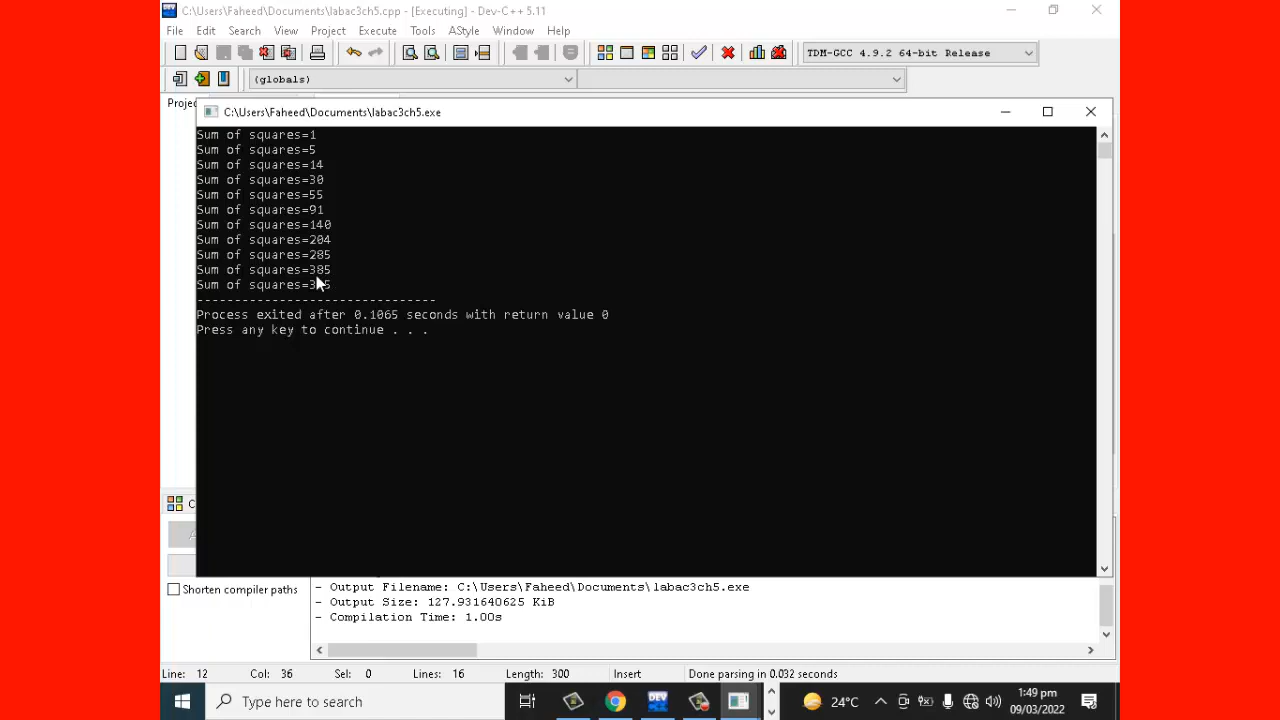 C:\Users\Faheed\Documents\labac3ch5.cpp - [Executing] - Dev-C++ 5.11
File Edit Search View Project Execute Tools AStyle Window Help
TDM-GCC 4.9.2 64-bit Release
(globals)
C:\Users\Faheed\Documents\labac3ch5.exe
Sum of squares=1
Sum of squares=5
Sum of squares=14
Sum of squares=30
Sum of squares=55
Sum of squares=91
Sum of squares=140
Sum of squares=204
Sum of squares=285
Sum of squares=385
Sum of
--------------------------------
Process exited after 0.1065 seconds with return value 0
Press any key to continue . . .
- Output Filename: C:\Users\Faheed\Documents\labac3ch5.exe
Shorten compiler paths
- Output Size: 127.931640625 KiB
- Compilation Time: 1.00s
Line: 12 Col: 36 Sel: 0 Lines: 16 Length: 300 Insert Done parsing in 0.032 seconds
Type here to search
DEV
24°C
1:49 pm
09/03/2022